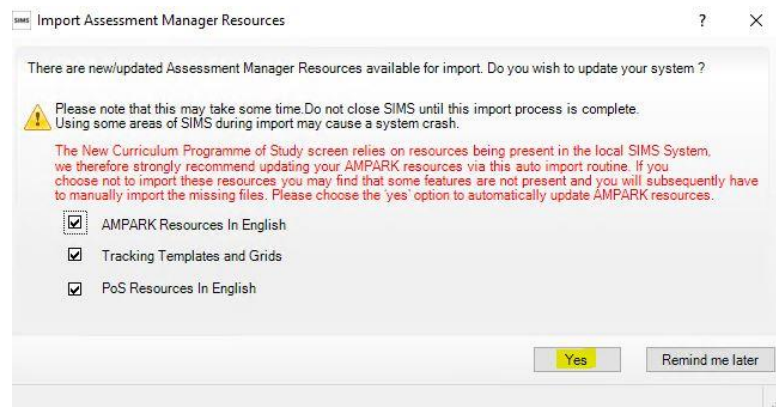 SIMS Import Assessment Manager Resources ? ×
There are new/updated Assessment Manager Resources available for import. Do you wish to update your system ?
Please note that this may take some time.Do not close SIMS until this import process is complete.
Using some areas of SIMS during import may cause a system crash.
The New Curriculum Programme of Study screen relies on resources being present in the local SIMS System,
we therefore strongly recommend updating your AMPARK resources via this auto import routine. If you
choose not to import these resources you may find that some features are not present and you will subsequently have
to manually import the missing files. Please choose the 'yes' option to automatically update AMPARK resources.
AMPARK Resources In English
Tracking Templates and Grids
PoS Resources In English
Yes Remind me later